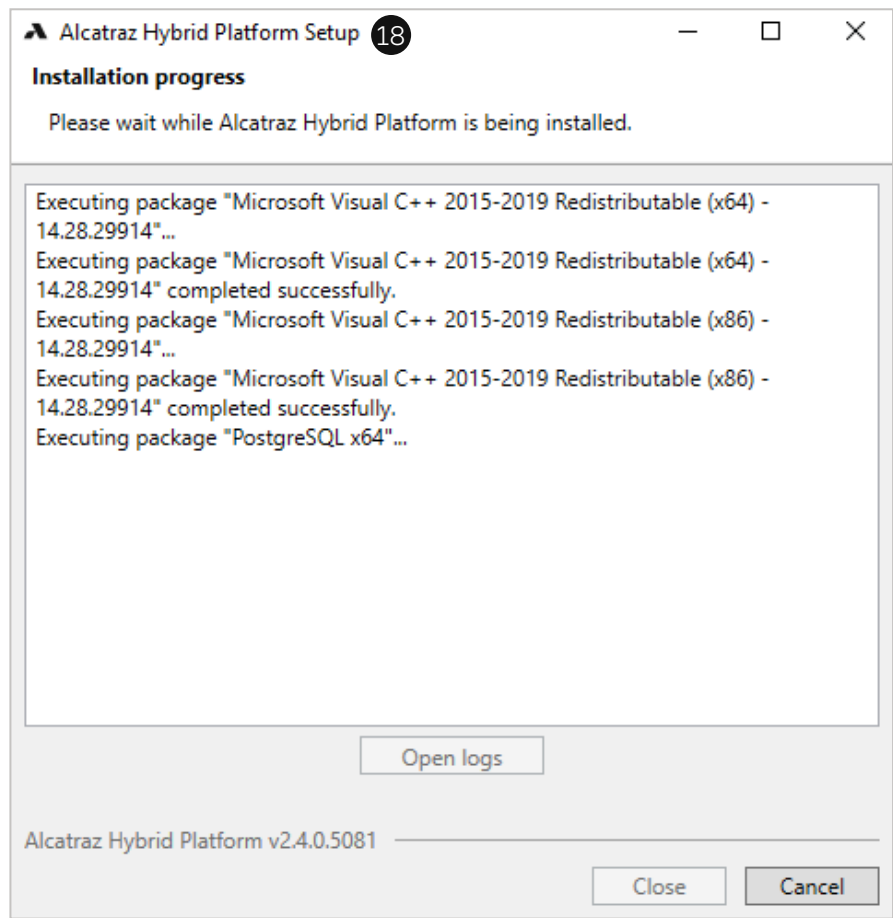 Alcatraz Hybrid Platform Setup 18
Installation progress
Please wait while Alcatraz Hybrid Platform is being installed.
Executing package "Microsoft Visual C++ 2015-2019 Redistributable (x64) -
14.28.29914"...
Executing package "Microsoft Visual C++ 2015-2019 Redistributable (x64) -
14.28.29914" completed successfully.
Executing package "Microsoft Visual C++ 2015-2019 Redistributable (x86) -
14.28.29914"...
Executing package "Microsoft Visual C++ 2015-2019 Redistributable (x86) -
14.28.29914" completed successfully.
Executing package "PostgreSQL x64"...
Open logs
Alcatraz Hybrid Platform v2.4.0.5081
Close Cancel